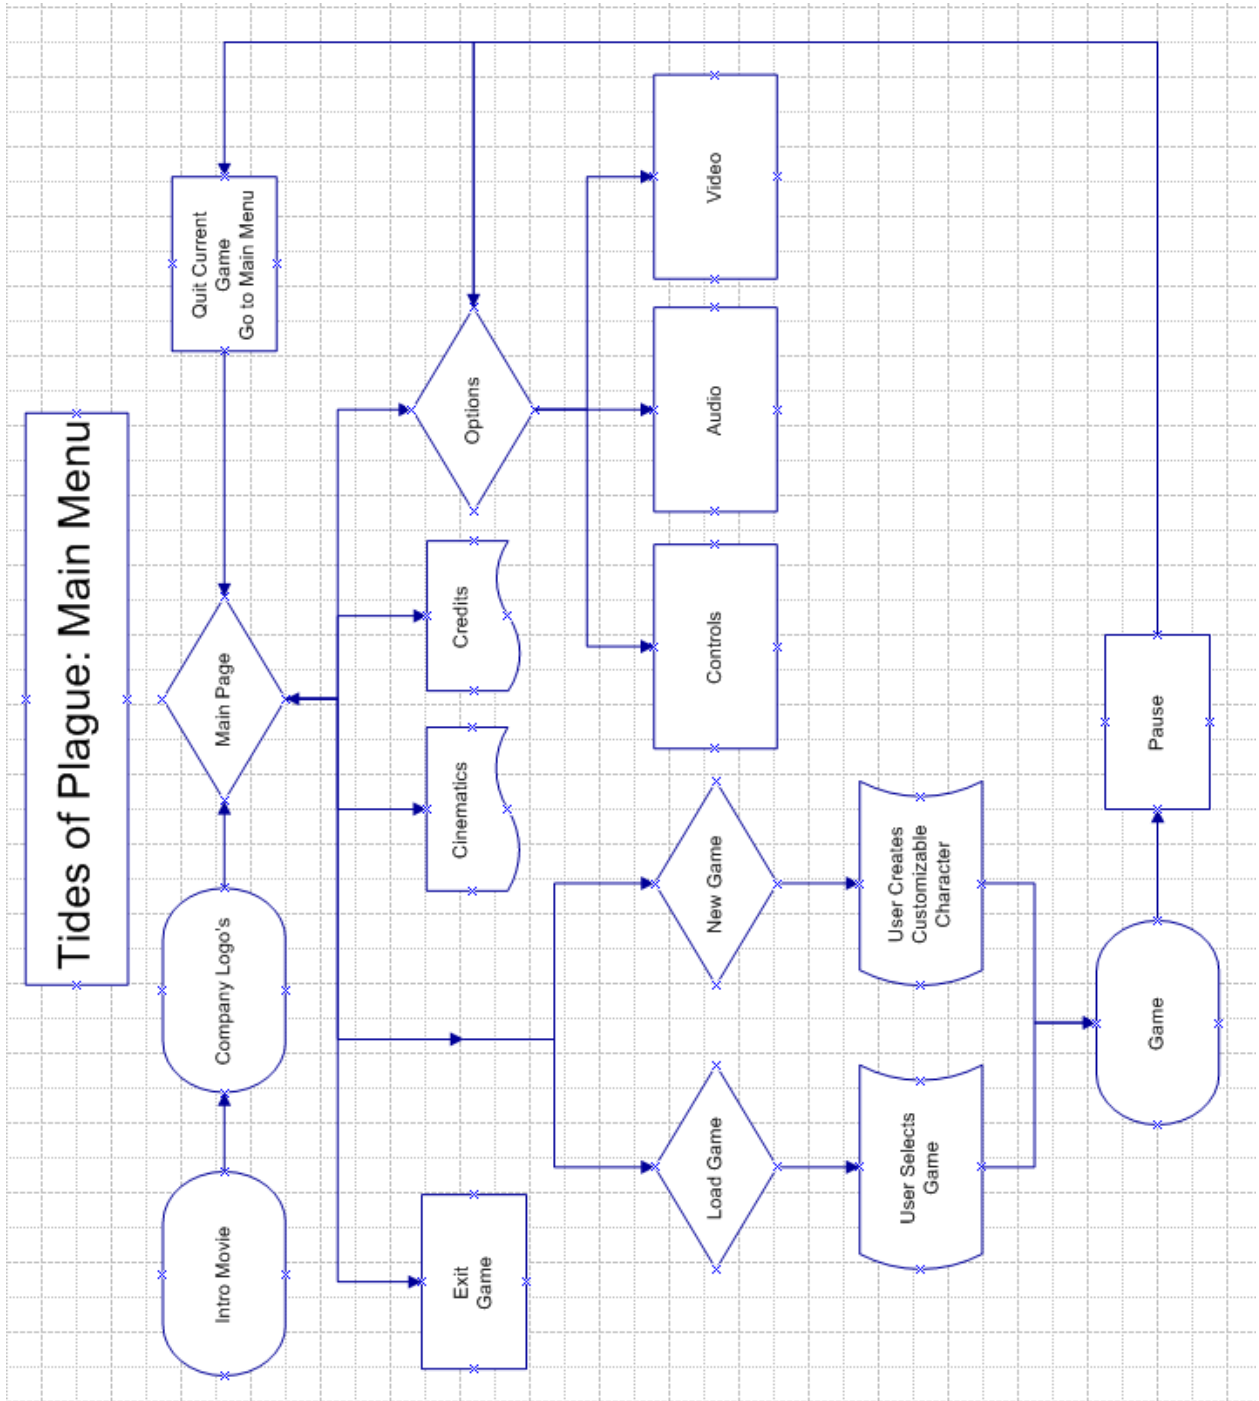 Tides of Plague: Main Menu
Intro Movie
Company Logo's
Main Page
Quit Current
Game
Go to Main Menu
Exit
Game
Cinematics
Credits
Options
Load Game
New Game
Controls
Audio
Video
User Selects
Game
User Creates
Customizable
Character
Game
Pause